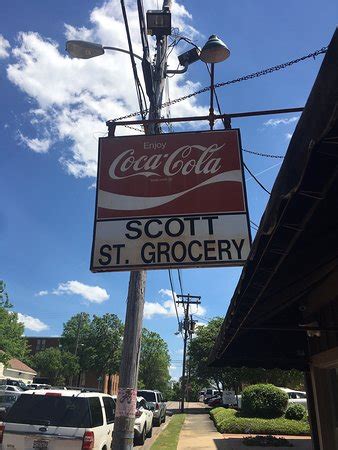 Enjoy
Coca-Cola
SCOTT
ST. GROCERY